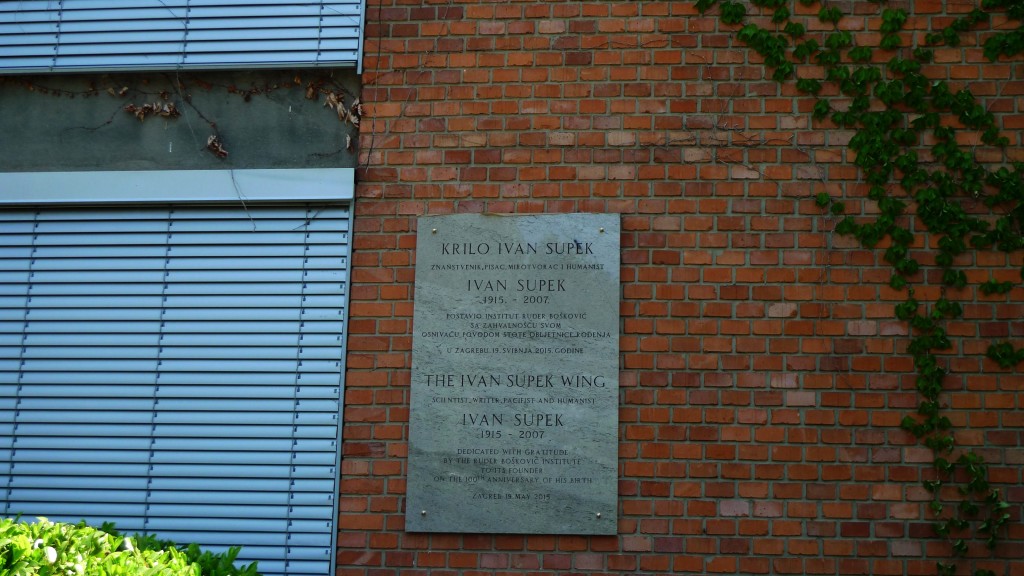 KRILO IVAN SUPEK
ZNANSTVENIK, PISAC, MIROTVORAC I HUMANIST
IVAN SUPEK
1915. - 2007.
POSTAVIO INSTITUT RUĐER BOŠKOVIĆ
SA ZAHVALNOŠĆU SVOM
OSNIVAČU POVODOM STOTE OBLJETNICE ROĐENJA
U ZAGREBU, 19. SVIBNJA 2015. GODINE
THE IVAN SUPEK WING
SCIENTIST, WRITER, PACIFIST AND HUMANIST
IVAN SUPEK
1915 - 2007
DEDICATED WITH GRATITUDE
BY THE RUĐER BOŠKOVIĆ INSTITUTE
TO ITS FOUNDER
ON THE 100TH ANNIVERSARY OF HIS BIRTH
ZAGREB, 19 MAY 2015